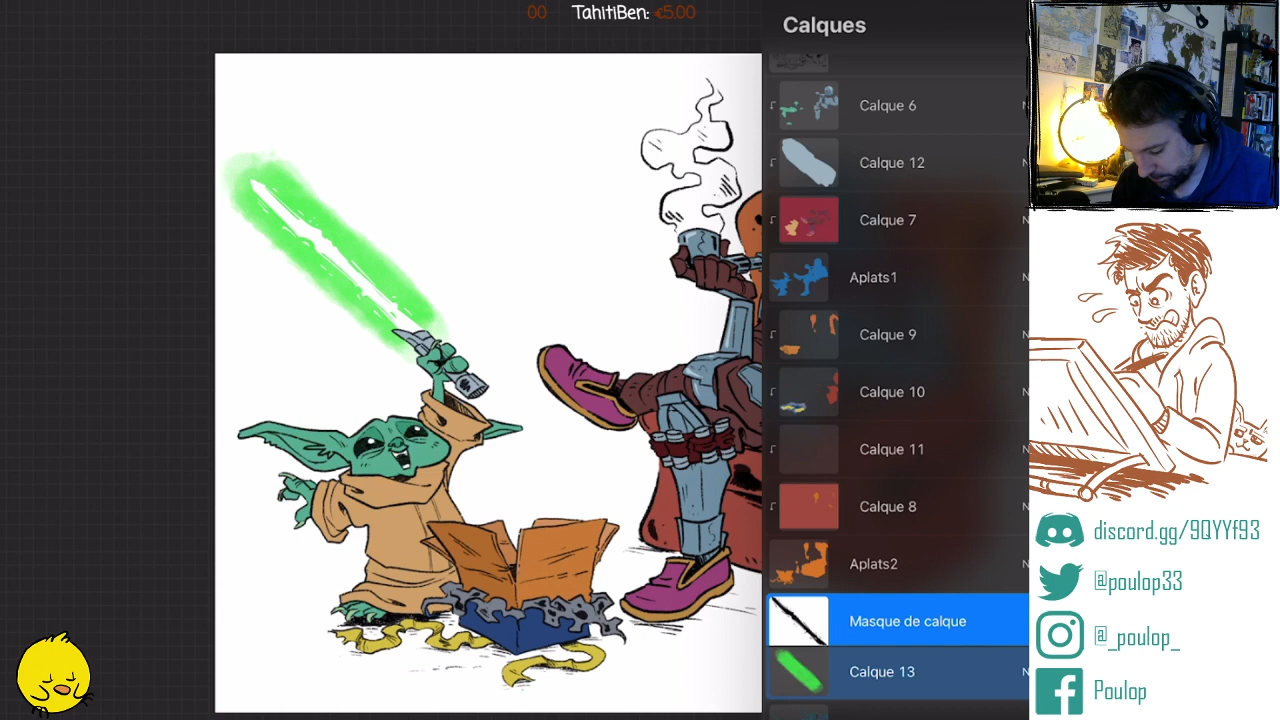 00 TahitiBen: €5.00
Calques
Calque 6
N
Calque 12
N
Calque 7
N
Aplats1
N
Calque 9
N
Calque 10
N
Calque 11
N
Calque 8
N
Aplats2
N
Masque de calque
Calque 13
N
discord.gg/9QYYf93
@poulop33
@_poulop_
Poulop